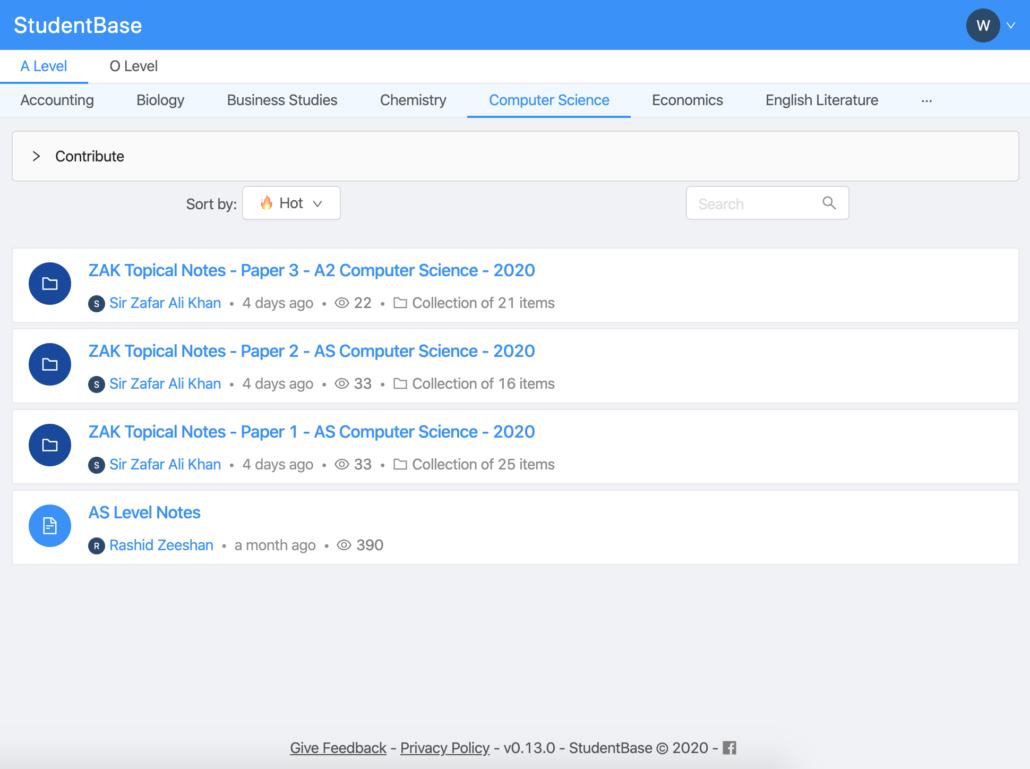 StudentBase
W
A Level O Level
Accounting Biology Business Studies Chemistry Computer Science Economics English Literature ...
Contribute
Sort by: Hot Search
ZAK Topical Notes - Paper 3 - A2 Computer Science - 2020
S Sir Zafar Ali Khan • 4 days ago • 22 • Collection of 21 items
ZAK Topical Notes - Paper 2 - AS Computer Science - 2020
S Sir Zafar Ali Khan • 4 days ago • 33 • Collection of 16 items
ZAK Topical Notes - Paper 1 - AS Computer Science - 2020
S Sir Zafar Ali Khan • 4 days ago • 33 • Collection of 25 items
AS Level Notes
R Rashid Zeeshan • a month ago • 390
Give Feedback - Privacy Policy - v0.13.0 - StudentBase © 2020 -